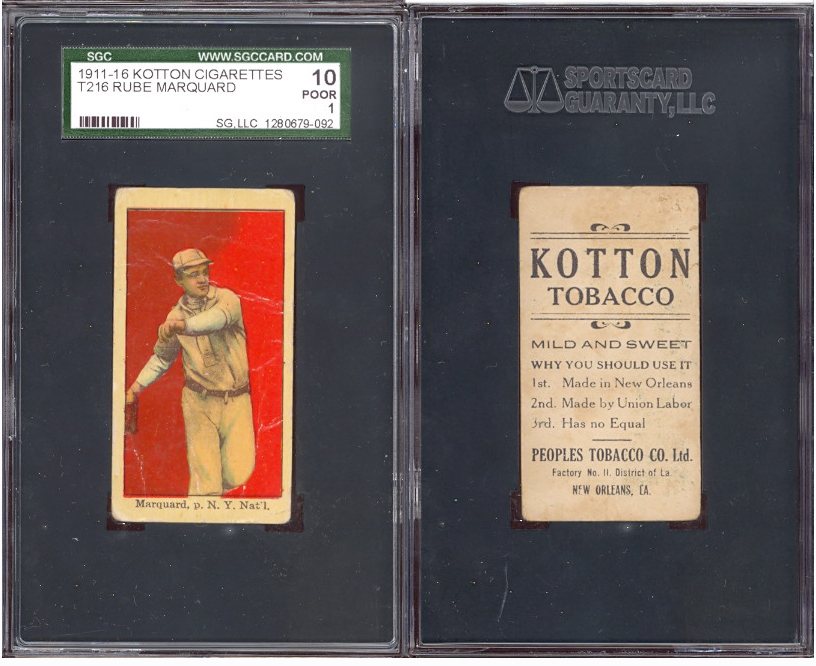 SGC WWW.SGCCARD.COM
1911-16 KOTTON CIGARETTES 10
T216 RUBE MARQUARD POOR
1
SG, LLC 1280679-092
Marquard, p. N. Y. Nat'l.
SPORTSCARD
GUARANTY, LLC
KOTTON
TOBACCO
MILD AND SWEET
WHY YOU SHOULD USE IT
1st. Made in New Orleans
2nd. Made by Union Labor
3rd. Has no Equal
PEOPLES TOBACCO CO. Ltd.
Factory No. 11. District of La.
NEW ORLEANS, LA.